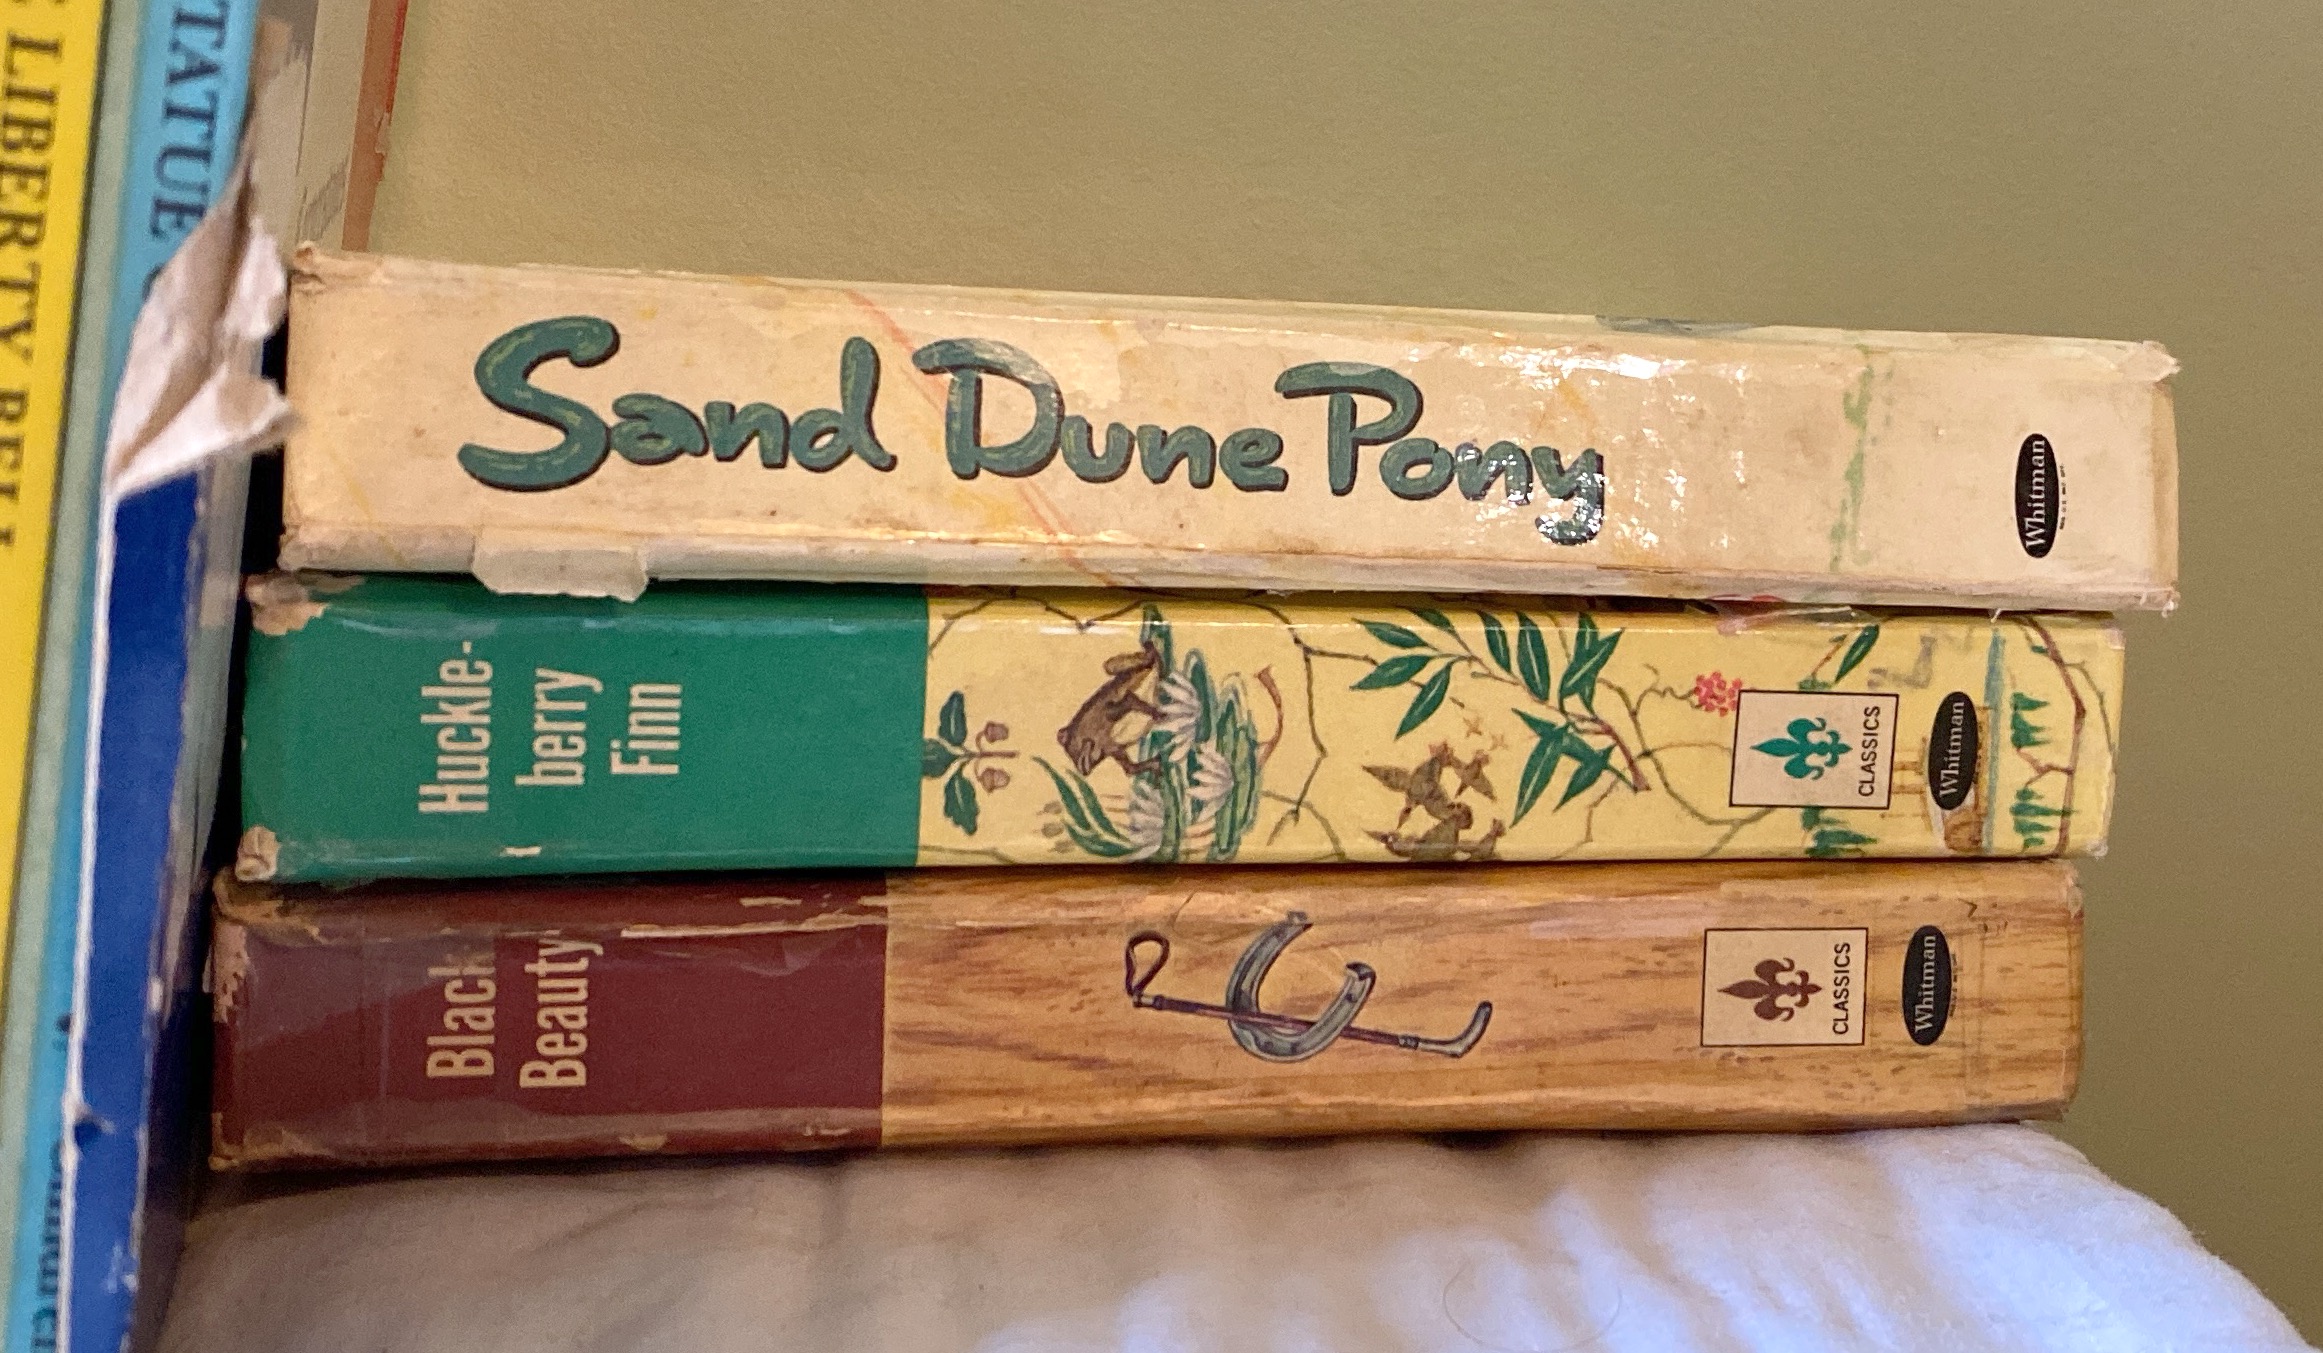 LIBERTY BELL
STATUE
Sand Dune Pony
Whitman
Huckle-
berry
Finn
CLASSICS
Whitman
Black
Beauty
CLASSICS
Whitman